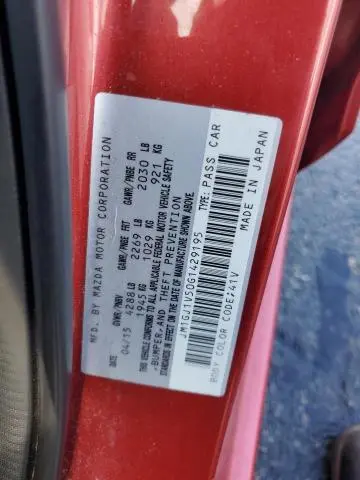 MFD. BY MAZDA MOTOR CORPORATION
DATE GVWR/PNBV GAWR/PNBE FRT GAWR/PNBE RR
04/15 4288 LB 2269 LB 2030 LB
1945 KG 1029 KG 921 KG
THIS VEHICLE CONFORMS TO ALL APPLICABLE FEDERAL MOTOR VEHICLE SAFETY
, BUMPER, AND THEFT PREVENTION
STANDARDS IN EFFECT ON THE DATE OF MANUFACTURE SHOWN ABOVE.
JM1GJ1V50G1429195 TYPE: PASS CAR
BODY COLOR CODE:41V MADE IN JAPAN